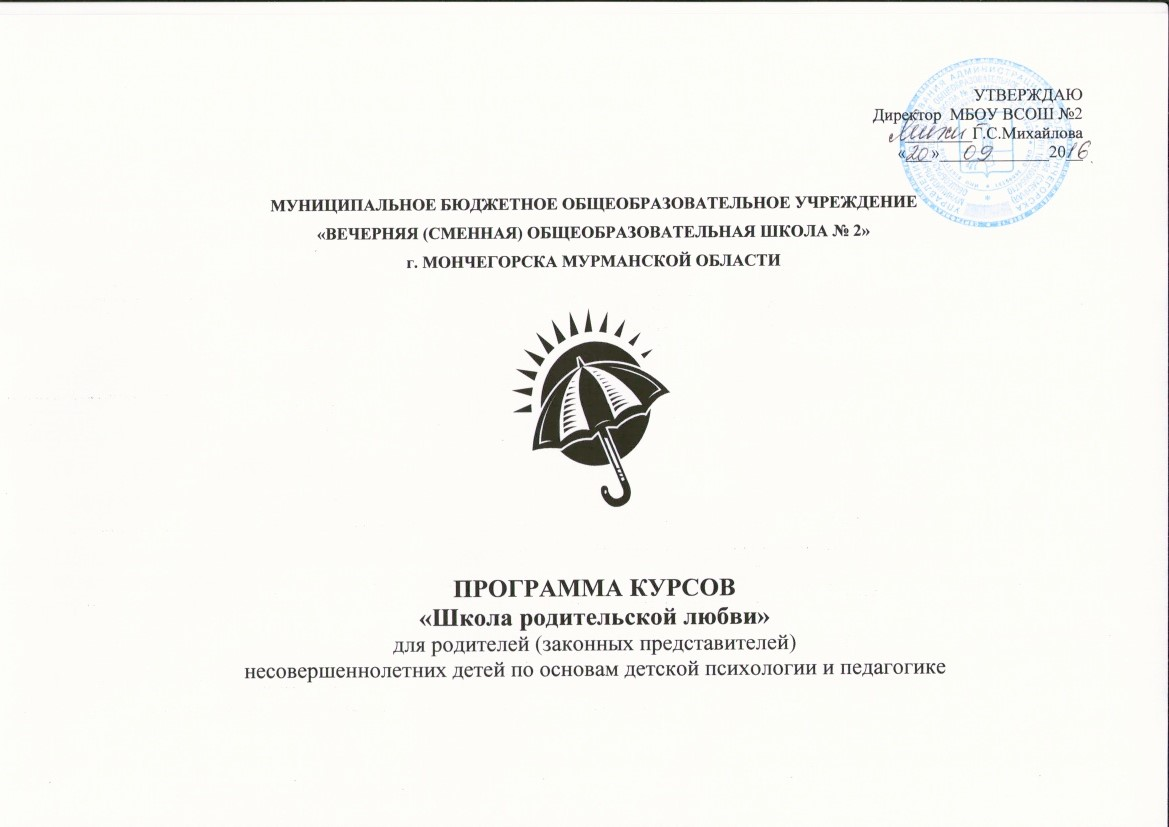 УТВЕРЖДАЮ
Директор МБОУ ВСОШ №2
Г.С.Михайлова
«20» 09 2016
МУНИЦИПАЛЬНОЕ БЮДЖЕТНОЕ ОБЩЕОБРАЗОВАТЕЛЬНОЕ УЧРЕЖДЕНИЕ
«ВЕЧЕРНЯЯ (СМЕННАЯ) ОБЩЕОБРАЗОВАТЕЛЬНАЯ ШКОЛА № 2»
г. МОНЧЕГОРСКА МУРМАНСКОЙ ОБЛАСТИ
ПРОГРАММА КУРСОВ
«Школа родительской любви»
для родителей (законных представителей)
несовершеннолетних детей по основам детской психологии и педагогике